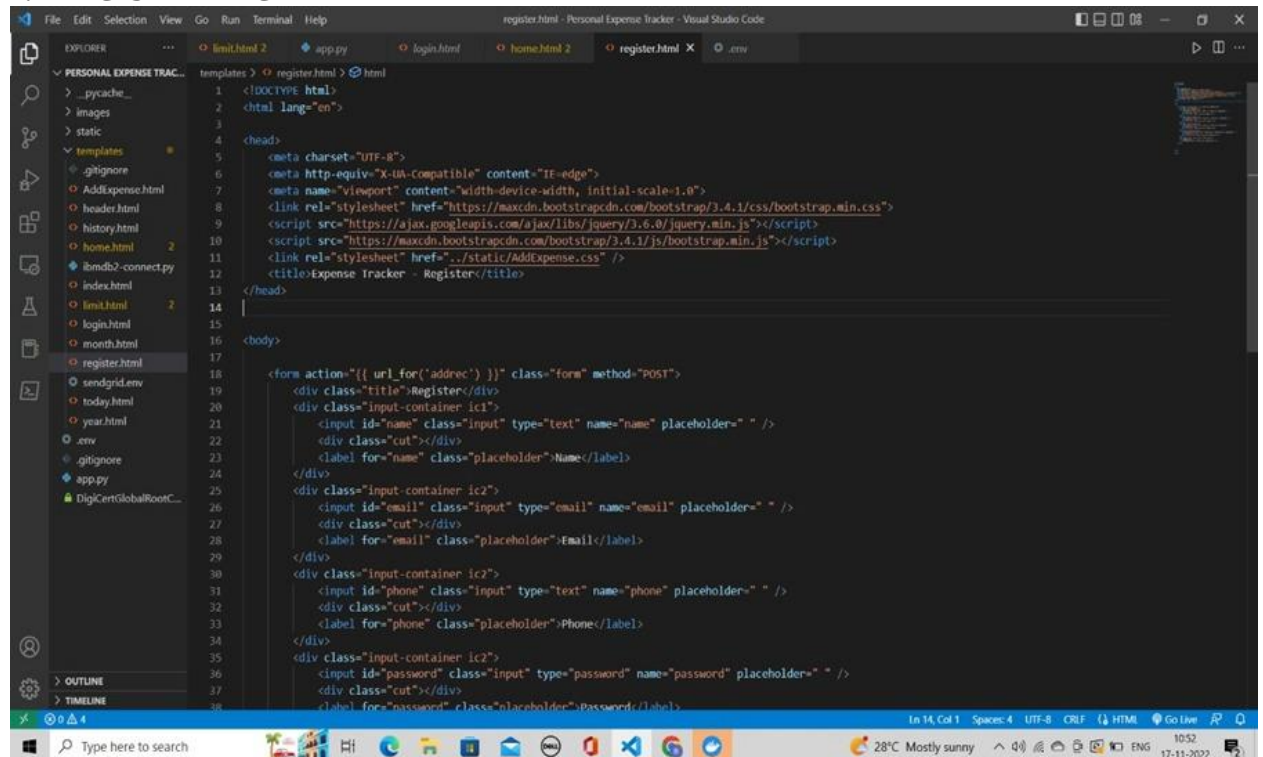 File Edit Selection View Go Run Terminal Help
register.html - Personal Expense Tracker - Visual Studio Code
EXPLORER
PERSONAL EXPENSE TRAC...
__pycache__
images
static
templates
.gitignore
AddExpense.html
header.html
history.html
home.html 2
ibmdb2-connect.py
index.html
limit.html 2
login.html
month.html
register.html
sendgrid.env
today.html
year.html
.env
.gitignore
app.py
DigiCertGlobalRootC...
OUTLINE
TIMELINE
limit.html 2 app.py login.html home.html 2 register.html .env
templates > register.html > html
1 <!DOCTYPE html>
2 <html lang="en">
3
4 <head>
5 <meta charset="UTF-8">
6 <meta http-equiv="X-UA-Compatible" content="IE=edge">
7 <meta name="viewport" content="width=device-width, initial-scale=1.0">
8 <link rel="stylesheet" href="https://maxcdn.bootstrapcdn.com/bootstrap/3.4.1/css/bootstrap.min.css">
9 <script src="https://ajax.googleapis.com/ajax/libs/jquery/3.6.0/jquery.min.js"></script>
10 <script src="https://maxcdn.bootstrapcdn.com/bootstrap/3.4.1/js/bootstrap.min.js"></script>
11 <link rel="stylesheet" href="../static/AddExpense.css" />
12 <title>Expense Tracker - Register</title>
13 </head>
14
15
16 <body>
17
18 <form action="{{ url_for('addrec') }}" class="form" method="POST">
19 <div class="title">Register</div>
20 <div class="input-container ic1">
21 <input id="name" class="input" type="text" name="name" placeholder=" " />
22 <div class="cut"></div>
23 <label for="name" class="placeholder">Name</label>
24 </div>
25 <div class="input-container ic2">
26 <input id="email" class="input" type="email" name="email" placeholder=" " />
27 <div class="cut"></div>
28 <label for="email" class="placeholder">Email</label>
29 </div>
30 <div class="input-container ic2">
31 <input id="phone" class="input" type="text" name="phone" placeholder=" " />
32 <div class="cut"></div>
33 <label for="phone" class="placeholder">Phone</label>
34 </div>
35 <div class="input-container ic2">
36 <input id="password" class="input" type="password" name="password" placeholder=" " />
37 <div class="cut"></div>
38 <label for="password" class="placeholder">Password</label>
0 4
Ln 14, Col 1 Spaces: 4 UTF-8 CRLF HTML Go Live
Type here to search
28°C Mostly sunny
ENG
10:52
17-11-2022